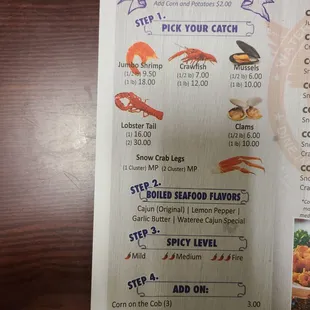 Add Corn and Potatoes $2.00
STEP 1.
PICK YOUR CATCH
Jumbo Shrimp
(1/2 lb) 9.50
(1 lb) 18.00
Crawfish
(1/2 lb) 7.00
(1 lb) 12.00
Mussels
(1/2 lb) 6.00
(1 lb) 10.00
Lobster Tail
(1) 16.00
(2) 30.00
Clams
(1/2 lb) 6.00
(1 lb) 10.00
Snow Crab Legs
(1 Cluster) MP (2 Cluster) MP
STEP 2.
BOILED SEAFOOD FLAVORS
Cajun (Original) | Lemon Pepper |
Garlic Butter | Wateree Cajun Special
STEP 3.
SPICY LEVEL
Mild Medium Fire
STEP 4.
ADD ON:
Corn on the Cob (3) 3.00